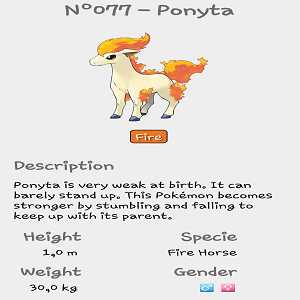 N°077 – Ponyta
Fire
Description
Ponyta is very weak at birth. It can
barely stand up. This Pokémon becomes
stronger by stumbling and falling to
keep up with its parent.
Height Specie
1,0 m Fire Horse
Weight Gender
30,0 kg